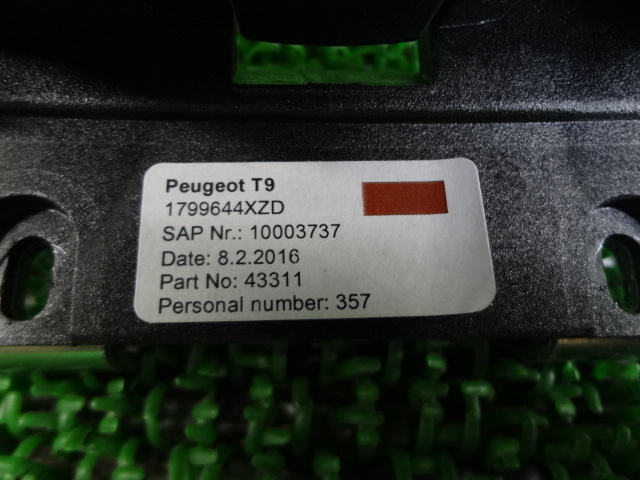 Peugeot T9
1799644XZD
SAP Nr.: 10003737
Date: 8.2.2016
Part No: 43311
Personal number: 357